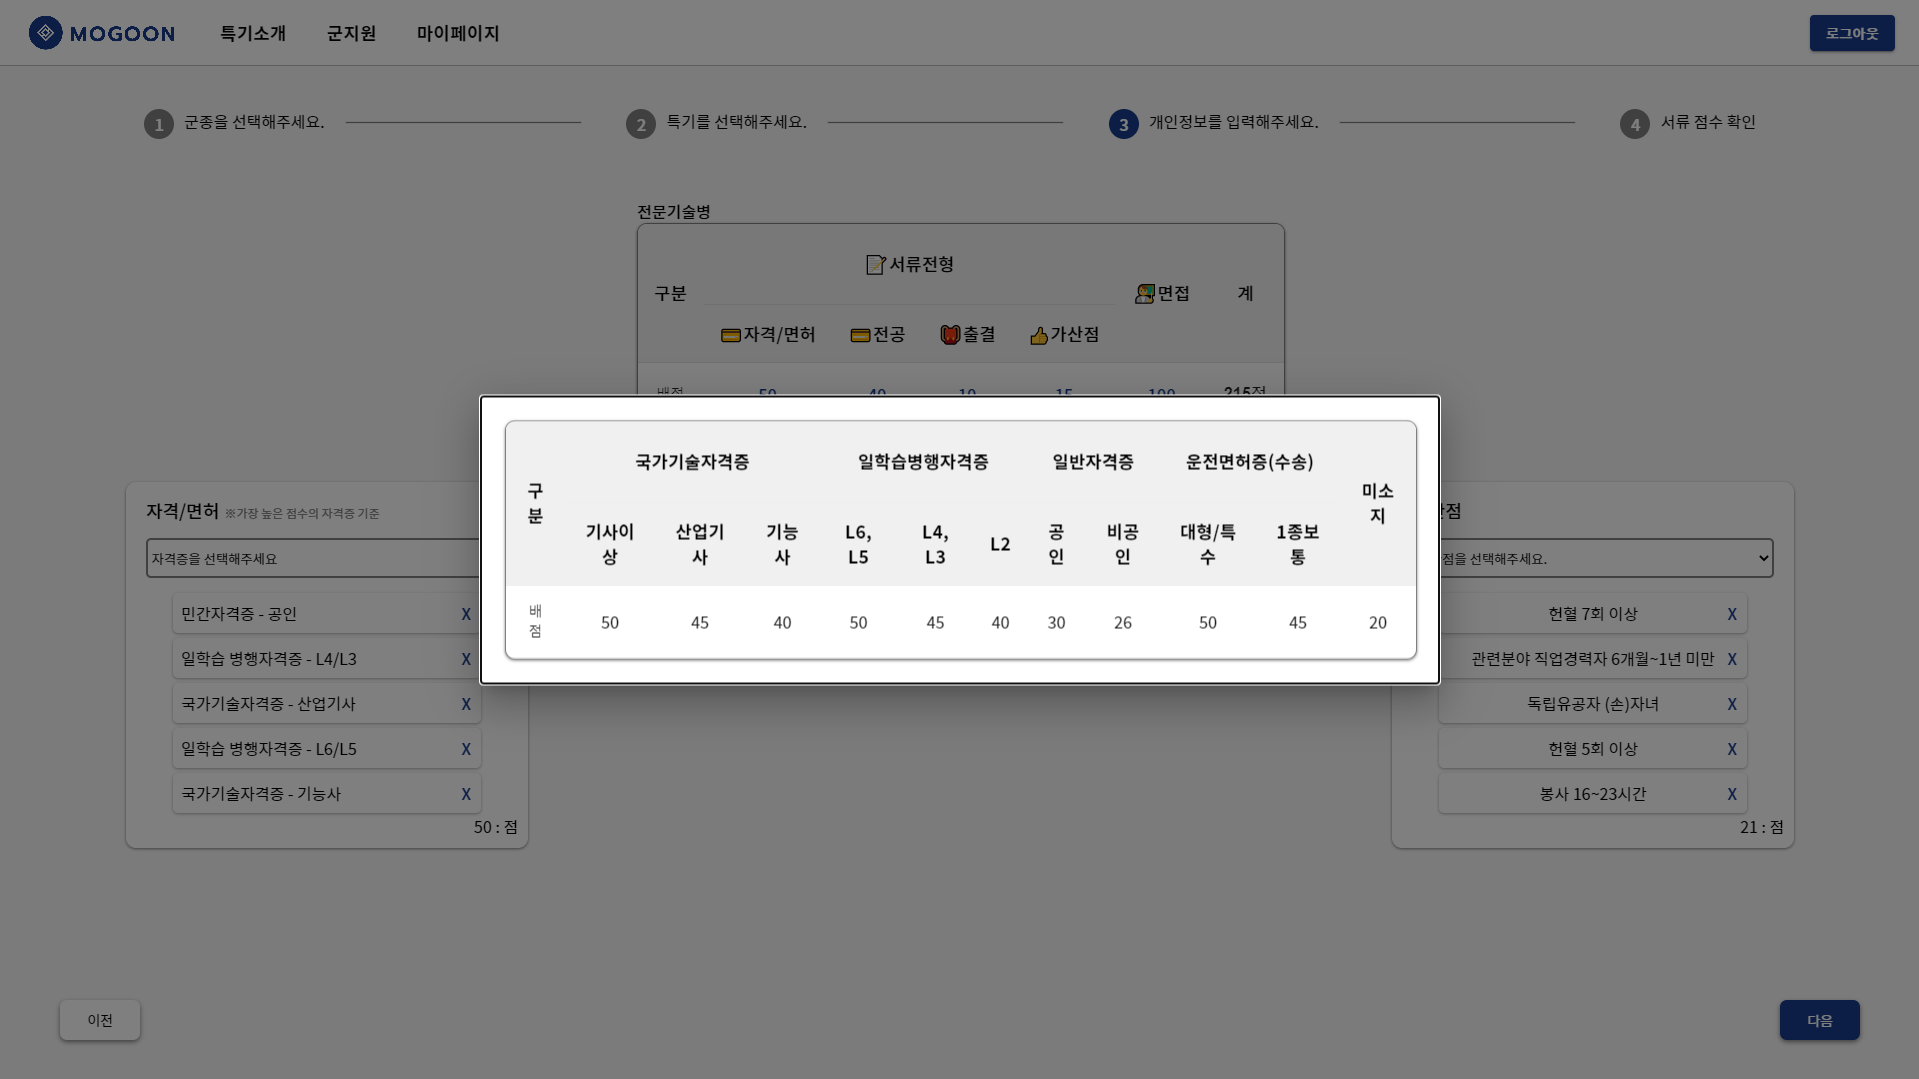 MOGOON
특기소개
군지원
마이페이지
로그아웃
1 군종을 선택해주세요.
2 특기를 선택해주세요.
3 개인정보를 입력해주세요.
4 서류 점수 확인
전문기술병
구분
📝서류전형
👨‍🏫면접
계
💳자격/면허
💳전공
🎒출결
👍가산점
배점 50 40 10 15 100 215점
구
분
국가기술자격증
일학습병행자격증
일반자격증
운전면허증(수송)
미소
지
기사이
상
산업기
사
기능
사
L6,
L5
L4,
L3
L2
공
인
비공
인
대형/특
수
1종보
통
배
점
50 45 40 50 45 40 30 26 50 45 20
자격/면허 ※가장 높은 점수의 자격증 기준
자격증을 선택해주세요
민간자격증 - 공인 X
일학습 병행자격증 - L4/L3 X
국가기술자격증 - 산업기사 X
일학습 병행자격증 - L6/L5 X
국가기술자격증 - 기능사 X
50 : 점
점
점을 선택해주세요.
헌혈 7회 이상 X
관련분야 직업경력자 6개월~1년 미만 X
독립유공자 (손)자녀 X
헌혈 5회 이상 X
봉사 16~23시간 X
21 : 점
이전
다음